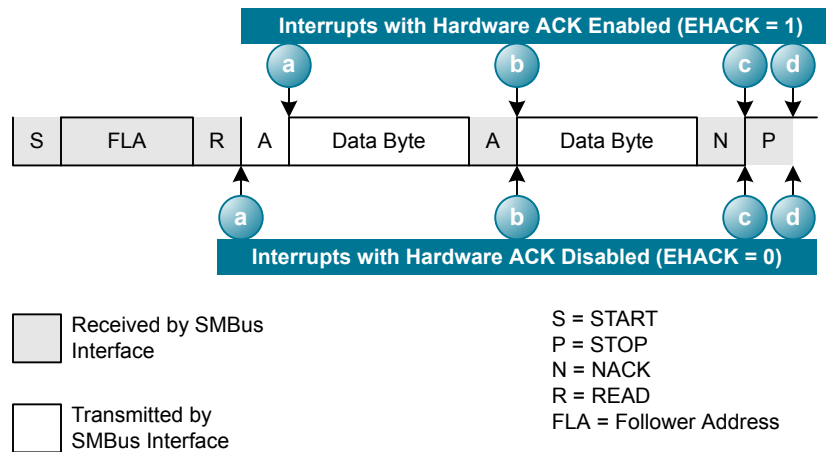 Interrupts with Hardware ACK Enabled (EHACK = 1)
a b c d
S FLA R A Data Byte A Data Byte N P
a b c d
Interrupts with Hardware ACK Disabled (EHACK = 0)
Received by SMBus
Interface
Transmitted by
SMBus Interface
S = START
P = STOP
N = NACK
R = READ
FLA = Follower Address